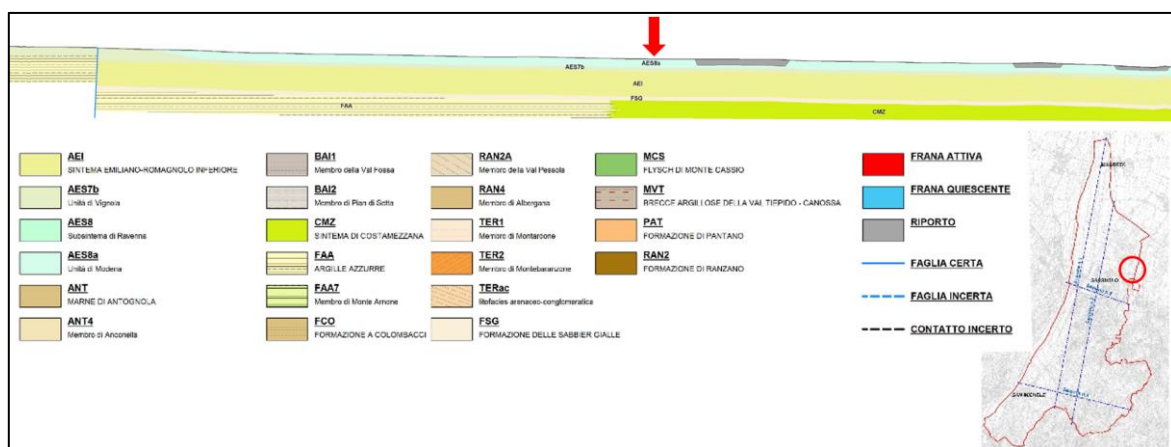 AES7b
AES8a
AEI
FSG
FAA
CMZ
AEI
SINTEMA EMILIANO-ROMAGNOLO INFERIORE
AES7b
Unità di Vignola
AES8
Subsintema di Ravenna
AES8a
Unità di Modena
ANT
MARNE DI ANTOGNOLA
ANT4
Membro di Anconella
BAI1
Membro della Val Fossa
BAI2
Membro di Pian di Setta
CMZ
SINTEMA DI COSTAMEZZANA
FAA
ARGILLE AZZURRE
FAA7
Membro di Monte Arnone
FCO
FORMAZIONE A COLOMBACCI
RAN2A
Membro della Val Pessola
RAN4
Membro di Albergana
TER1
Membro di Montardone
TER2
Membro di Montebaranzone
TERac
litofacies arenaceo-conglomeratica
FSG
FORMAZIONE DELLE SABBIE GIALLE
MCS
FLYSCH DI MONTE CASSIO
MVT
BRECCE ARGILLOSE DELLA VAL TIEPIDO - CANOSSA
PAT
FORMAZIONE DI PANTANO
RAN2
FORMAZIONE DI RANZANO
FRANA ATTIVA
FRANA QUIESCENTE
RIPORTO
FAGLIA CERTA
FAGLIA INCERTA
CONTATTO INCERTO